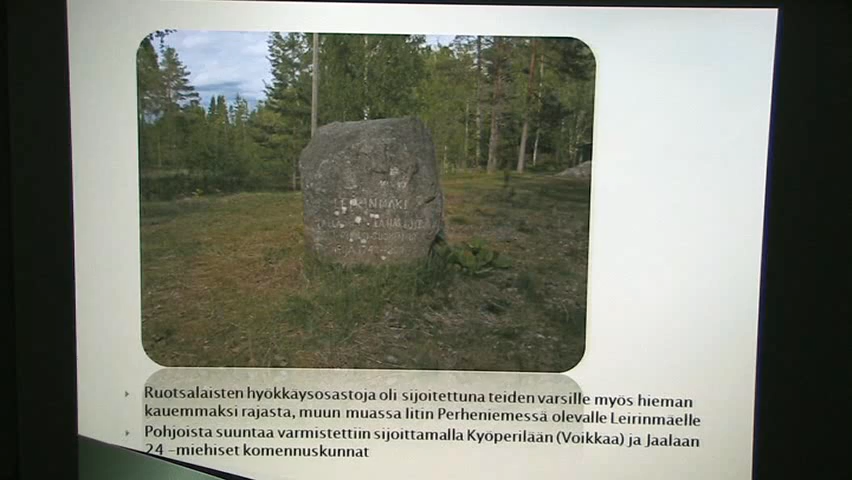 LEIRINMÄKI
Ruotsalaisten hyökkäysosastoja oli sijoitettuna teiden varsille myös hieman
kauemmaksi rajasta, muun muassa Iitin Perheniemessä olevalle Leirinmäelle
Pohjoista suuntaa varmistettiin sijoittamalla Kyöperilään (Voikkaa) ja Jaalaan
24 -miehiset komennuskunnat